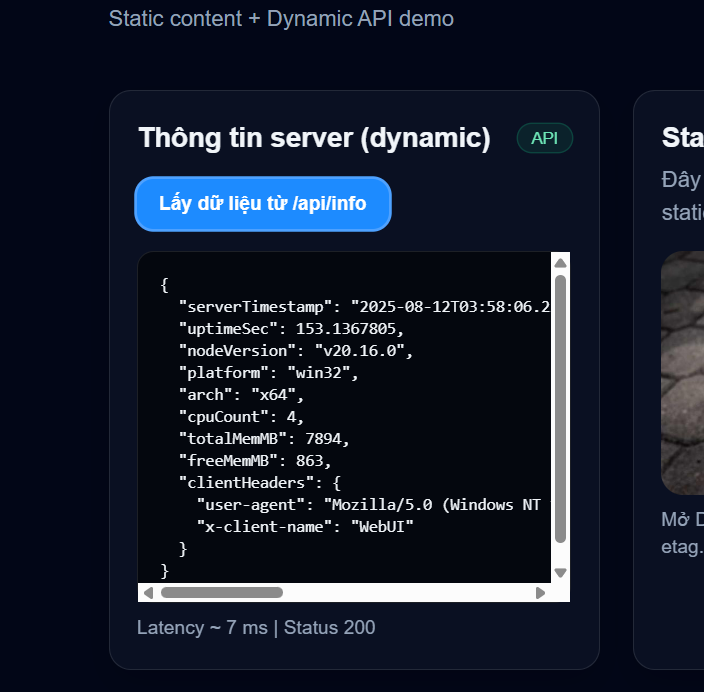 Static content + Dynamic API demo
Thông tin server (dynamic)
API
Lấy dữ liệu từ /api/info
{
"serverTimestamp": "2025-08-12T03:58:06.2
"uptimeSec": 153.1367805,
"nodeVersion": "v20.16.0",
"platform": "win32",
"arch": "x64",
"cpuCount": 4,
"totalMemMB": 7894,
"freeMemMB": 863,
"clientHeaders": {
"user-agent": "Mozilla/5.0 (Windows NT
"x-client-name": "WebUI"
}
}
Latency ~ 7 ms | Status 200
Sta
Đây
stati
Mở D
etag.